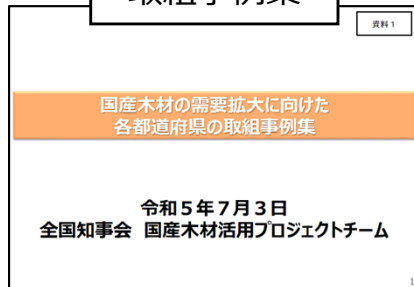 取組事例集
資料１
国産木材の需要拡大に向けた
各都道府県の取組事例集
令和５年７月３日
全国知事会 国産木材活用プロジェクトチーム
1